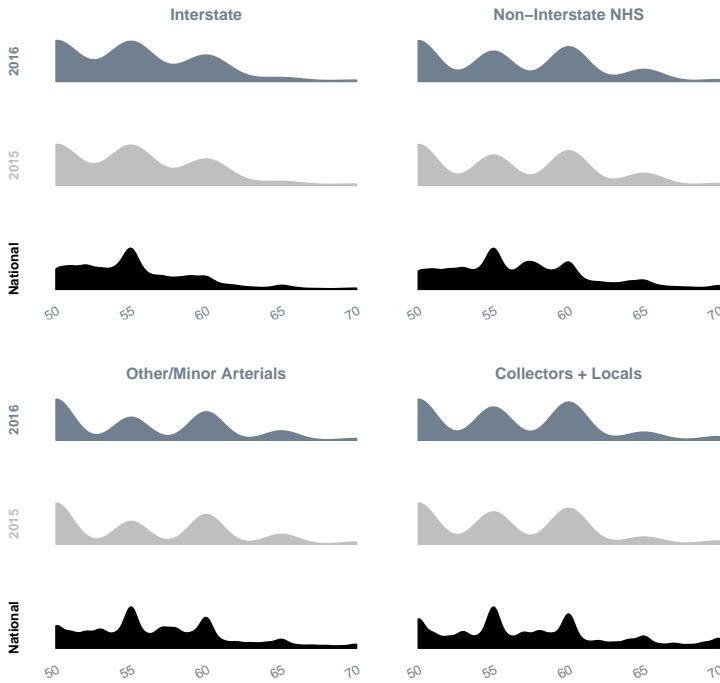 Interstate
Non−Interstate NHS
2016
2015
National
50 55 60 65 70
50 55 60 65 70
Other/Minor Arterials
Collectors + Locals
2016
2015
National
50 55 60 65 70
50 55 60 65 70